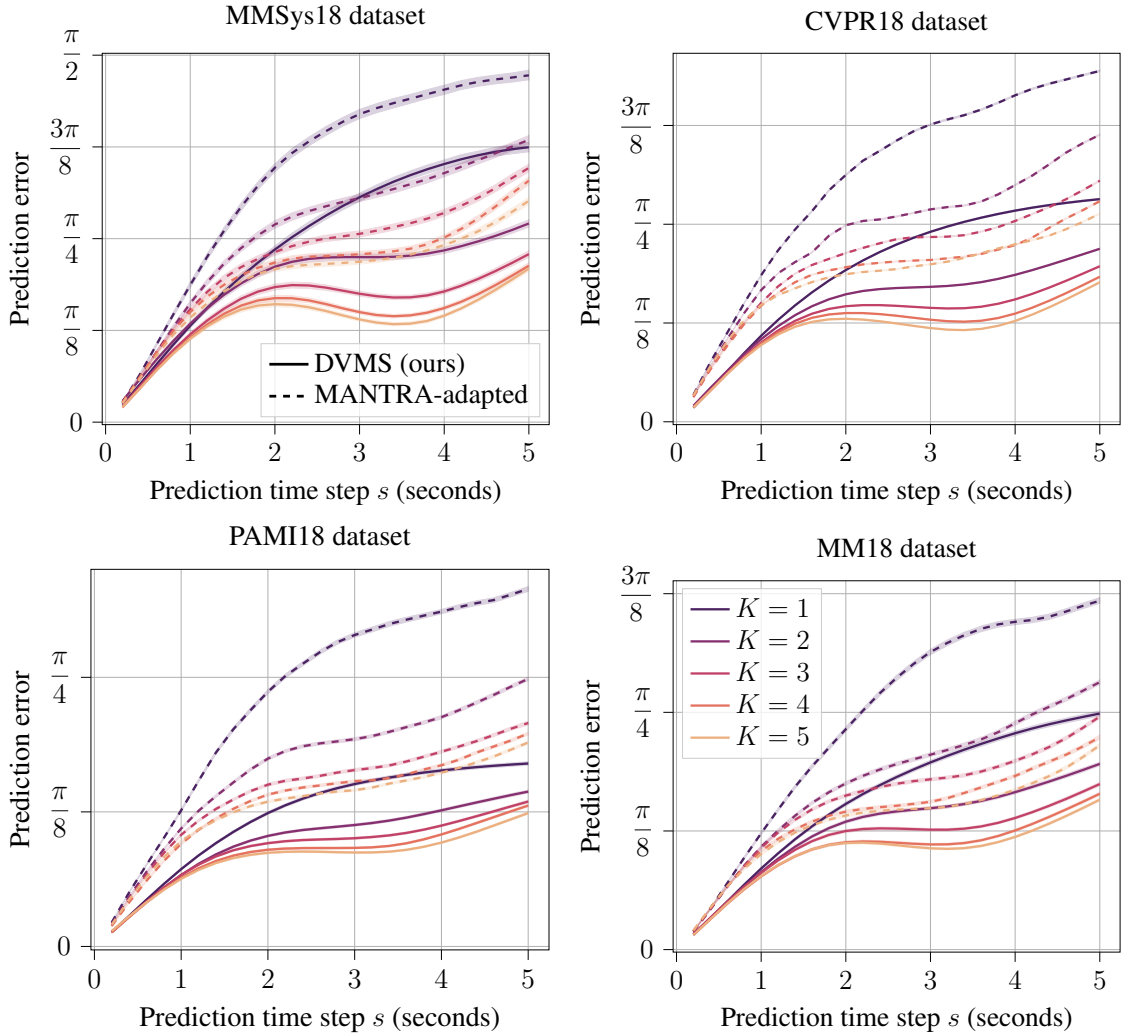 MMSys18 dataset
π/2
3π/8
π/4
π/8
0
Prediction error
DVMS (ours)
MANTRA-adapted
0 1 2 3 4 5
Prediction time step s (seconds)
CVPR18 dataset
3π/8
π/4
π/8
0
Prediction error
0 1 2 3 4 5
Prediction time step s (seconds)
PAMI18 dataset
π/4
π/8
0
Prediction error
0 1 2 3 4 5
Prediction time step s (seconds)
MM18 dataset
3π/8
π/4
π/8
0
Prediction error
K = 1
K = 2
K = 3
K = 4
K = 5
0 1 2 3 4 5
Prediction time step s (seconds)